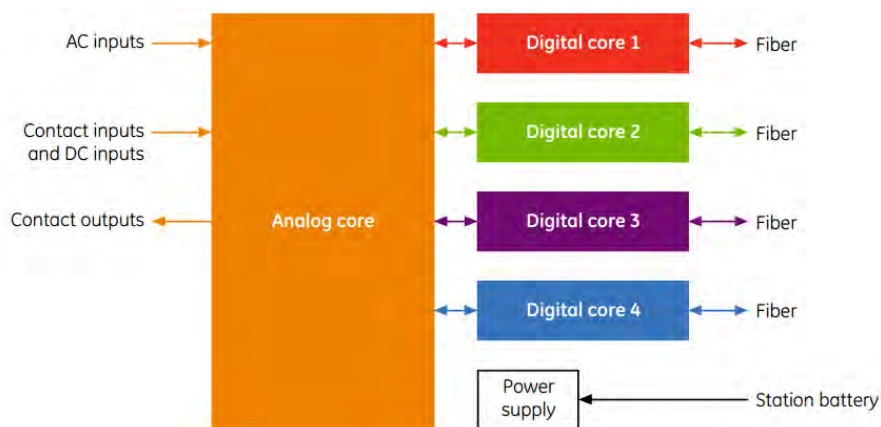 AC inputs
Digital core 1
Fiber
Contact inputs
and DC inputs
Digital core 2
Fiber
Contact outputs
Analog core
Digital core 3
Fiber
Digital core 4
Fiber
Power
supply
Station battery